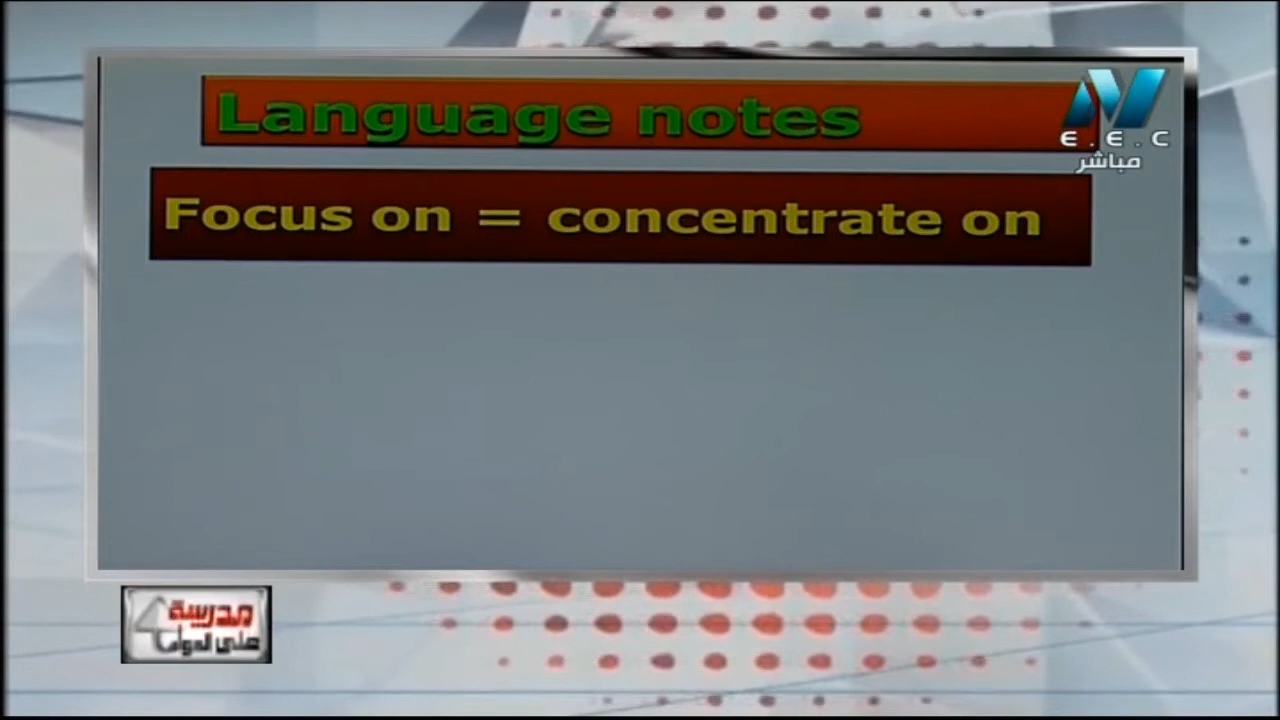 Language notes
E.E.C
مباشر
Focus on = concentrate on
مدرسة
على الهواء